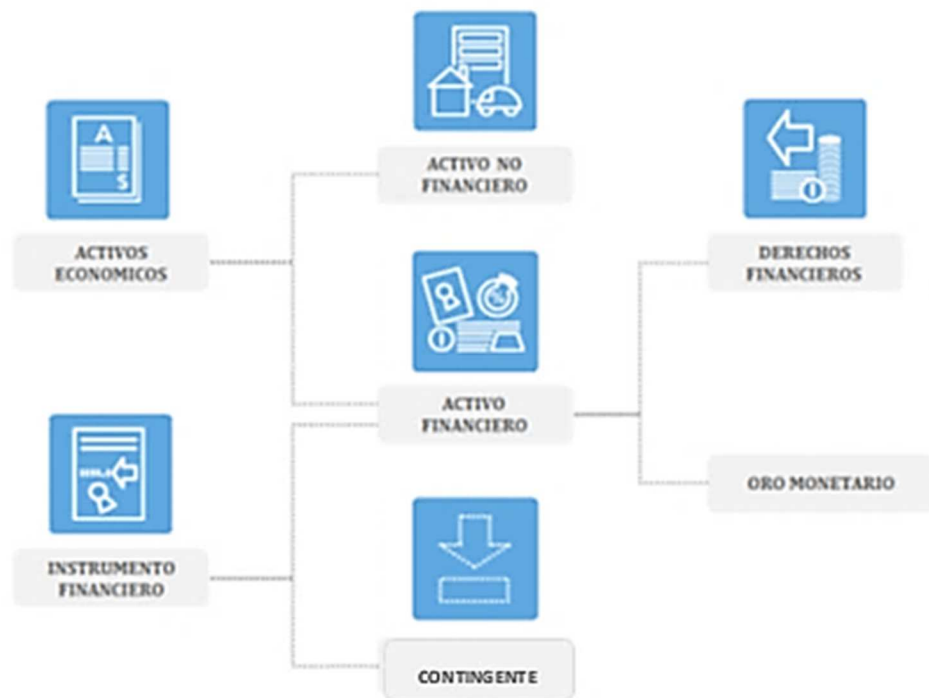 ACTIVO NO
FINANCIERO
ACTIVOS
ECONOMICOS
DERECHOS
FINANCIEROS
ACTIVO
FINANCIERO
ORO MONETARIO
INSTRUMENTO
FINANCIERO
CONTINGENTE